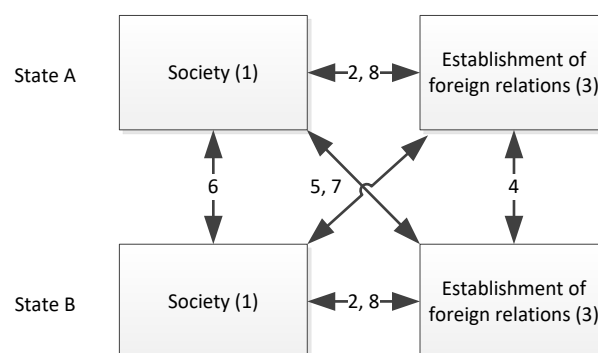 State A
Society (1)
2, 8
Establishment of
foreign relations (3)
6
5, 7
4
State B
Society (1)
2, 8
Establishment of
foreign relations (3)